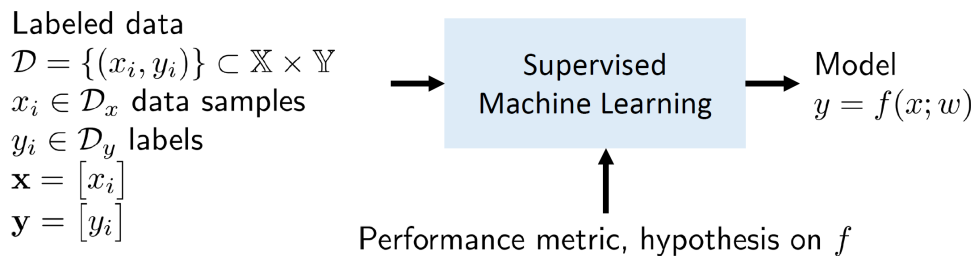 Labeled data
𝒟 = {(xᵢ, yᵢ)} ⊂ 𝕏 × 𝕐
xᵢ ∈ 𝒟ₓ data samples
yᵢ ∈ 𝒟_y labels
𝐱 = [xᵢ]
𝐲 = [yᵢ]
Supervised
Machine Learning
Model
y = f(x; w)
Performance metric, hypothesis on f